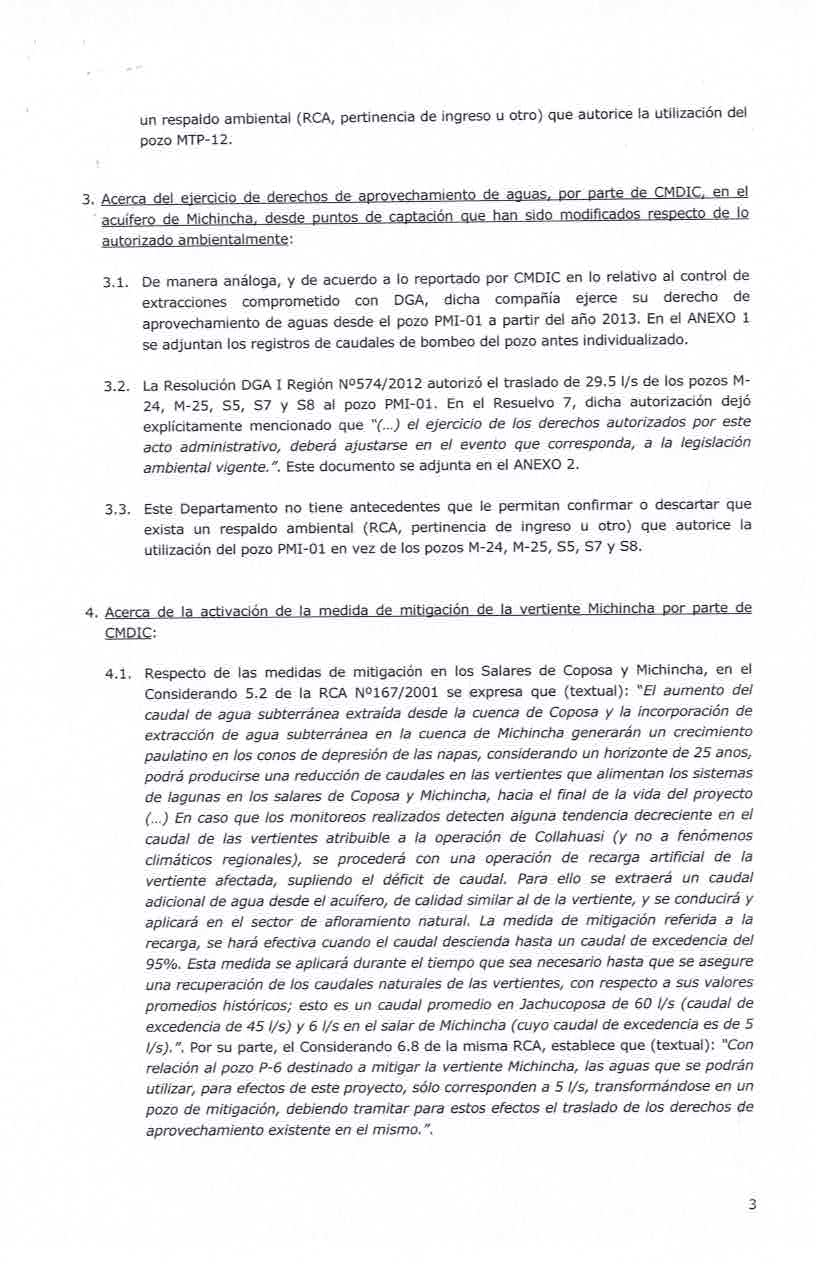 un respaldo ambiental (RCA, pertinencia de ingreso u otro) que autorice la utilización del
pozo MTP-12.
3. Acerca del ejercicio de derechos de aprovechamiento de aguas, por parte de CMDIC, en el
acuífero de Michincha, desde puntos de captación que han sido modificados respecto de lo
autorizado ambientalmente:
3.1. De manera análoga, y de acuerdo a lo reportado por CMDIC en lo relativo al control de
extracciones comprometido con DGA, dicha compañía ejerce su derecho de
aprovechamiento de aguas desde el pozo PMI-01 a partir del año 2013. En el ANEXO 1
se adjuntan los registros de caudales de bombeo del pozo antes individualizado.
3.2. La Resolución DGA I Región Nº574/2012 autorizó el traslado de 29.5 l/s de los pozos M-
24, M-25, S5, S7 y S8 al pozo PMI-01. En el Resuelvo 7, dicha autorización dejó
explícitamente mencionado que "(...) el ejercicio de los derechos autorizados por este
acto administrativo, deberá ajustarse en el evento que corresponda, a la legislación
ambiental vigente.". Este documento se adjunta en el ANEXO 2.
3.3. Este Departamento no tiene antecedentes que le permitan confirmar o descartar que
exista un respaldo ambiental (RCA, pertinencia de ingreso u otro) que autorice la
utilización del pozo PMI-01 en vez de los pozos M-24, M-25, S5, S7 y S8.
4. Acerca de la activación de la medida de mitigación de la vertiente Michincha por parte de
CMDIC:
4.1. Respecto de las medidas de mitigación en los Salares de Coposa y Michincha, en el
Considerando 5.2 de la RCA Nº167/2001 se expresa que (textual): "El aumento del
caudal de agua subterránea extraída desde la cuenca de Coposa y la incorporación de
extracción de agua subterránea en la cuenca de Michincha generarán un crecimiento
paulatino en los conos de depresión de las napas, considerando un horizonte de 25 anos,
podrá producirse una reducción de caudales en las vertientes que alimentan los sistemas
de lagunas en los salares de Coposa y Michincha, hacia el final de la vida del proyecto
(...) En caso que los monitoreos realizados detecten alguna tendencia decreciente en el
caudal de las vertientes atribuible a la operación de Collahuasi (y no a fenómenos
climáticos regionales), se procederá con una operación de recarga artificial de la
vertiente afectada, supliendo el déficit de caudal. Para ello se extraerá un caudal
adicional de agua desde el acuífero, de calidad similar al de la vertiente, y se conducirá y
aplicará en el sector de afloramiento natural. La medida de mitigación referida a la
recarga, se hará efectiva cuando el caudal descienda hasta un caudal de excedencia del
95%. Esta medida se aplicará durante el tiempo que sea necesario hasta que se asegure
una recuperación de los caudales naturales de las vertientes, con respecto a sus valores
promedios históricos; esto es un caudal promedio en Jachucoposa de 60 l/s (caudal de
excedencia de 45 l/s) y 6 l/s en el salar de Michincha (cuyo caudal de excedencia es de 5
l/s).". Por su parte, el Considerando 6.8 de la misma RCA, establece que (textual): "Con
relación al pozo P-6 destinado a mitigar la vertiente Michincha, las aguas que se podrán
utilizar, para efectos de este proyecto, sólo corresponden a 5 l/s, transformándose en un
pozo de mitigación, debiendo tramitar para estos efectos el traslado de los derechos de
aprovechamiento existente en el mismo.".
3